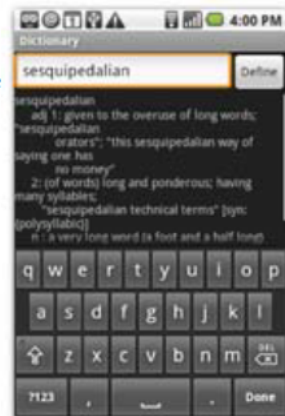 4:00 PM
Dictionary
sesquipedalian Define
sesquipedalian
adj 1: given to the overuse of long words;
"sesquipedalian
orators"; "this sesquipedalian way of
saying one has
no money"
2: (of words) long and ponderous; having
many syllables;
"sesquipedalian technical terms" [syn:
{polysyllabic}]
n : a very long word (a foot and a half long)
q w e r t y u i o p
a s d f g h j k l
z x c v b n m DEL
?123 , . Done